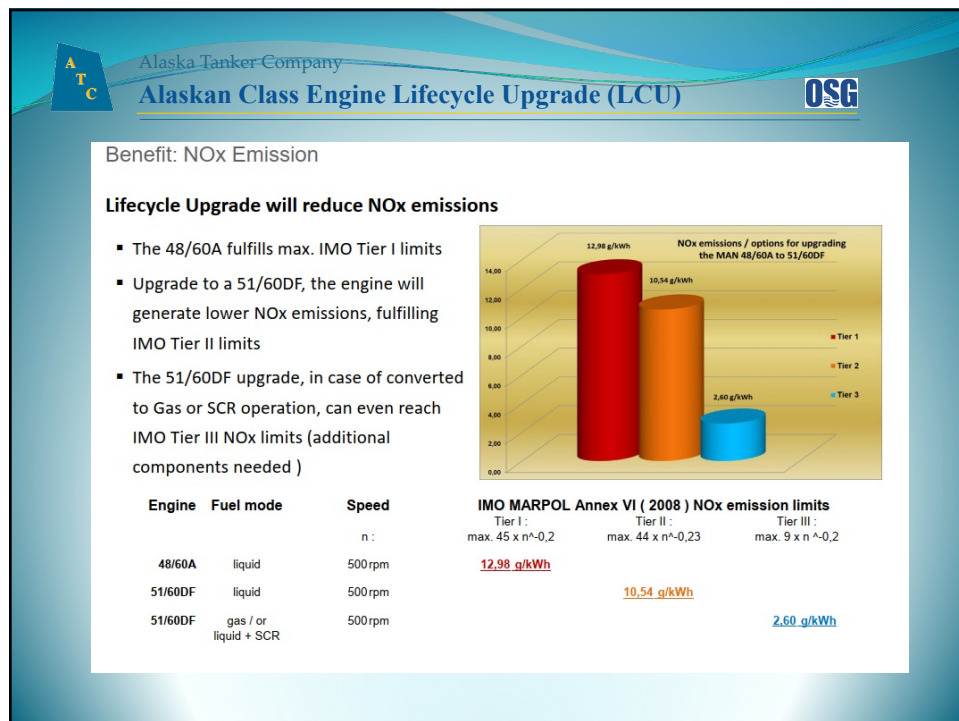 A
T
C
Alaska Tanker Company
Alaskan Class Engine Lifecycle Upgrade (LCU)
OSG
Benefit: NOx Emission
Lifecycle Upgrade will reduce NOx emissions
▪ The 48/60A fulfills max. IMO Tier I limits
▪ Upgrade to a 51/60DF, the engine will
generate lower NOx emissions, fulfilling
IMO Tier II limits
▪ The 51/60DF upgrade, in case of converted
to Gas or SCR operation, can even reach
IMO Tier III NOx limits (additional
components needed )
NOx emissions / options for upgrading
the MAN 48/60A to 51/60DF
12,98 g/kWh
10,54 g/kWh
2,60 g/kWh
14,00
12,00
10,00
8,00
6,00
4,00
2,00
0,00
Tier 1
Tier 2
Tier 3
Engine Fuel mode Speed IMO MARPOL Annex VI ( 2008 ) NOx emission limits
Tier I : Tier II : Tier III :
n : max. 45 x n^-0,2 max. 44 x n^-0,23 max. 9 x n ^-0,2
48/60A liquid 500 rpm 12,98 g/kWh
51/60DF liquid 500 rpm 10,54 g/kWh
51/60DF gas / or 500 rpm 2,60 g/kWh
liquid + SCR